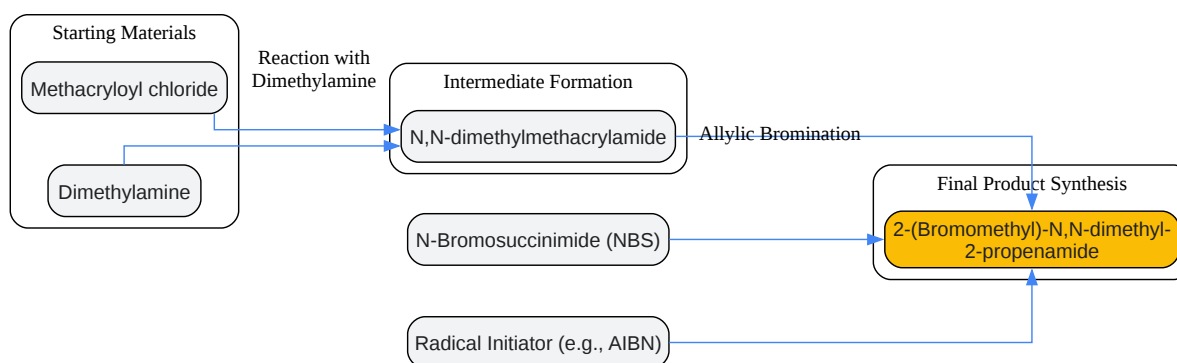 Starting Materials
Methacryloyl chloride
Dimethylamine
Reaction with
Dimethylamine
Intermediate Formation
N,N-dimethylmethacrylamide
Allylic Bromination
N-Bromosuccinimide (NBS)
Radical Initiator (e.g., AIBN)
Final Product Synthesis
2-(Bromomethyl)-N,N-dimethyl-
2-propenamide